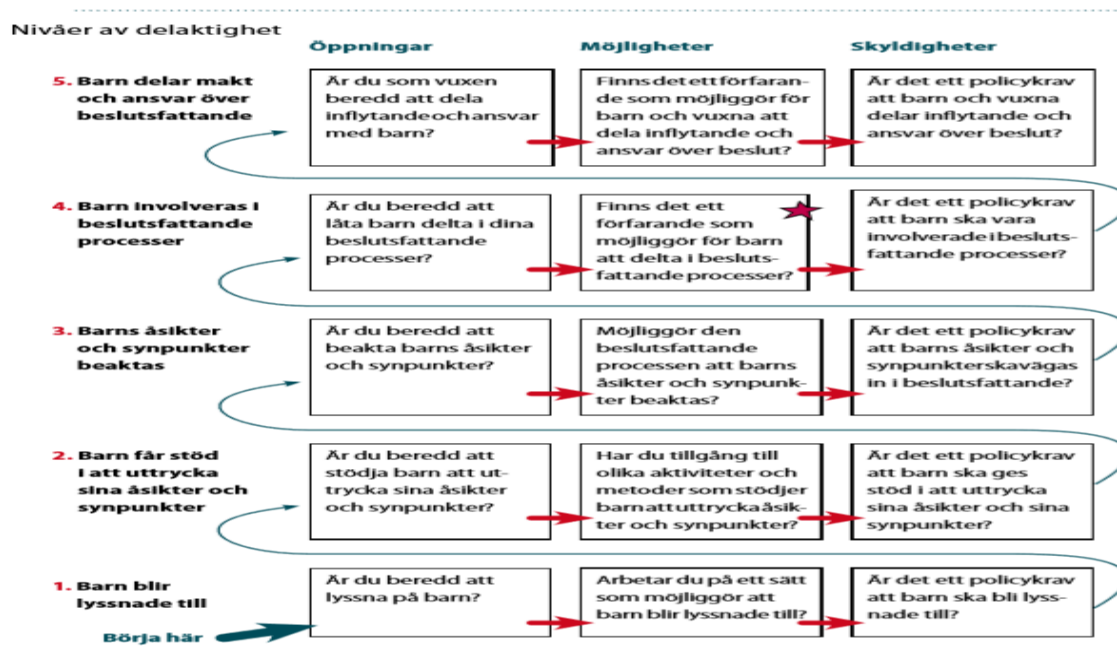 Nivåer av delaktighet
Öppningar
Möjligheter
Skyldigheter
5. Barn delar makt
och ansvar över
beslutsfattande
Är du som vuxen
beredd att dela
inflytande och ansvar
med barn?
Finns det ett förfaran-
de som möjliggör för
barn och vuxna att
dela inflytande och
ansvar över beslut?
Är det ett policykrav
att barn och vuxna
delar inflytande och
ansvar över beslut?
4. Barn involveras i
beslutsfattande
processer
Är du beredd att
låta barn delta i dina
beslutsfattande
processer?
Finns det ett
förfarande som
möjliggör för barn
att delta i besluts-
fattande processer?
Är det ett policykrav
att barn ska vara
involverade i besluts-
fattande processer?
3. Barns åsikter
och synpunkter
beaktas
Är du beredd att
beakta barns åsikter
och synpunkter?
Möjliggör den
beslutsfattande
processen att barns
åsikter och synpunk-
ter beaktas?
Är det ett policykrav
att barns åsikter och
synpunkter ska vägas
in i beslutsfattande?
2. Barn får stöd
i att uttrycka
sina åsikter och
synpunkter
Är du beredd att
stödja barn att ut-
trycka sina åsikter
och synpunkter?
Har du tillgång till
olika aktiviteter och
metoder som stödjer
barn att uttrycka åsik-
ter och synpunkter?
Är det ett policykrav
att barn ska ges
stöd i att uttrycka
sina åsikter och sina
synpunkter?
1. Barn blir
lyssnade till
Är du beredd att
lyssna på barn?
Arbetar du på ett sätt
som möjliggör att
barn blir lyssnade till?
Är det ett policykrav
att barn ska bli lyss-
nade till?
Börja här